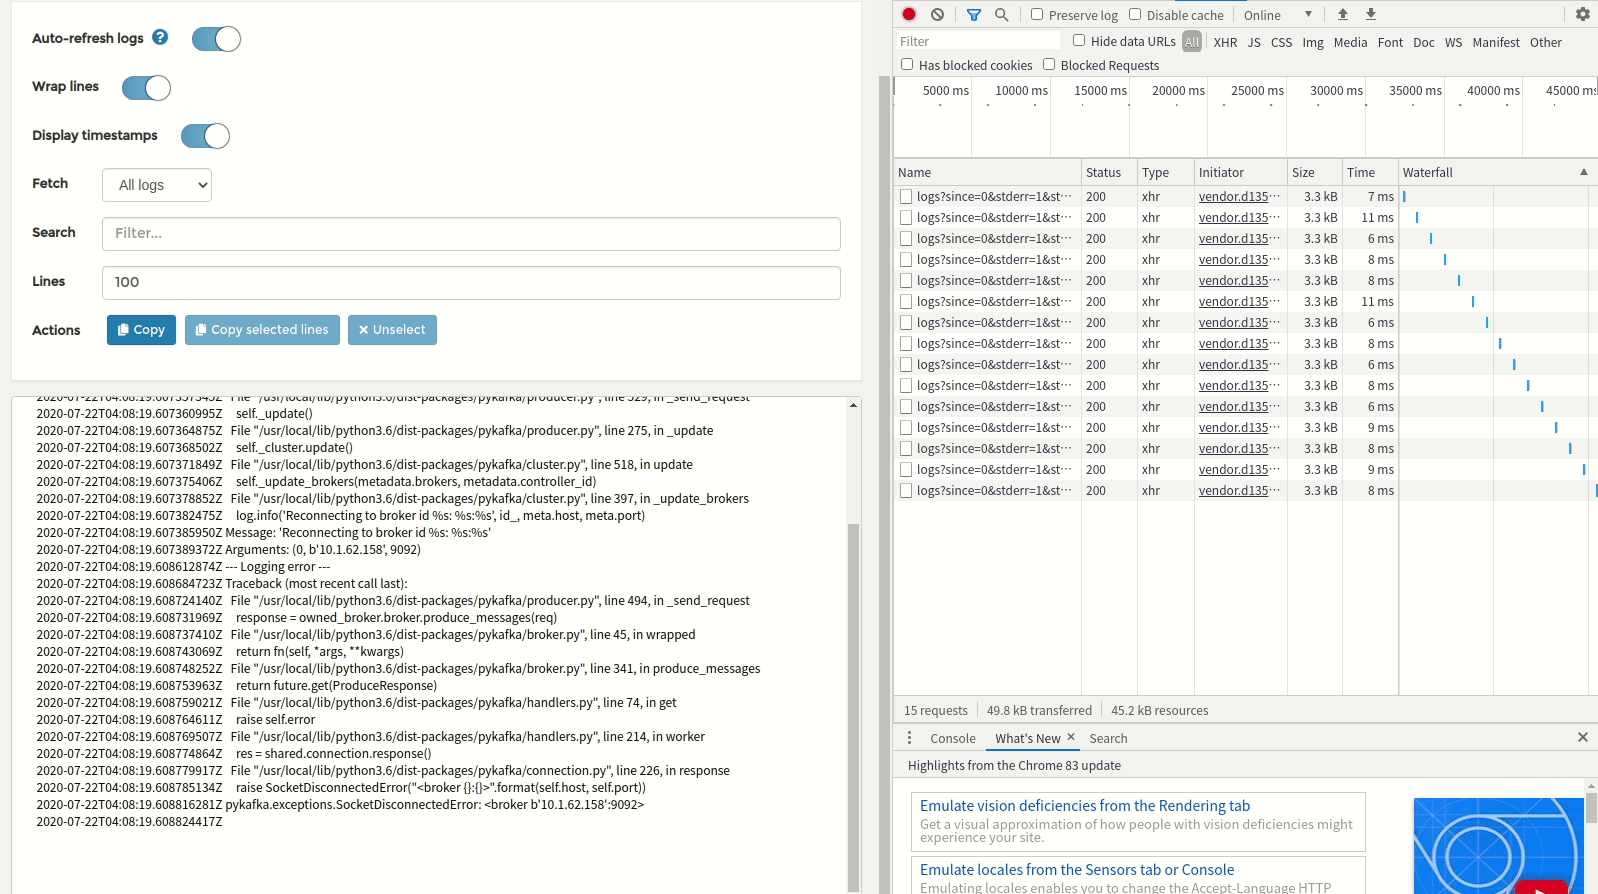 Auto-refresh logs ?
Wrap lines
Display timestamps
Fetch All logs
Search Filter...
Lines 100
Actions Copy Copy selected lines Unselect
2020-07-22T04:08:19.607357343Z File "/usr/local/lib/python3.6/dist-packages/pykafka/producer.py", line 529, in _send_request
2020-07-22T04:08:19.607360995Z self._update()
2020-07-22T04:08:19.607364875Z File "/usr/local/lib/python3.6/dist-packages/pykafka/producer.py", line 275, in _update
2020-07-22T04:08:19.607368502Z self._cluster.update()
2020-07-22T04:08:19.607371849Z File "/usr/local/lib/python3.6/dist-packages/pykafka/cluster.py", line 518, in update
2020-07-22T04:08:19.607375406Z self._update_brokers(metadata.brokers, metadata.controller_id)
2020-07-22T04:08:19.607378852Z File "/usr/local/lib/python3.6/dist-packages/pykafka/cluster.py", line 397, in _update_brokers
2020-07-22T04:08:19.607382475Z log.info('Reconnecting to broker id %s: %s:%s', id_, meta.host, meta.port)
2020-07-22T04:08:19.607385950Z Message: 'Reconnecting to broker id %s: %s:%s'
2020-07-22T04:08:19.607389372Z Arguments: (0, b'10.1.62.158', 9092)
2020-07-22T04:08:19.608612874Z --- Logging error ---
2020-07-22T04:08:19.608684723Z Traceback (most recent call last):
2020-07-22T04:08:19.608724140Z File "/usr/local/lib/python3.6/dist-packages/pykafka/producer.py", line 494, in _send_request
2020-07-22T04:08:19.608731969Z response = owned_broker.broker.produce_messages(req)
2020-07-22T04:08:19.608737410Z File "/usr/local/lib/python3.6/dist-packages/pykafka/broker.py", line 45, in wrapped
2020-07-22T04:08:19.608743069Z return fn(self, *args, **kwargs)
2020-07-22T04:08:19.608748252Z File "/usr/local/lib/python3.6/dist-packages/pykafka/broker.py", line 341, in produce_messages
2020-07-22T04:08:19.608753963Z return future.get(ProduceResponse)
2020-07-22T04:08:19.608759021Z File "/usr/local/lib/python3.6/dist-packages/pykafka/handlers.py", line 74, in get
2020-07-22T04:08:19.608764611Z raise self.error
2020-07-22T04:08:19.608769507Z File "/usr/local/lib/python3.6/dist-packages/pykafka/handlers.py", line 214, in worker
2020-07-22T04:08:19.608774864Z res = shared.connection.response()
2020-07-22T04:08:19.608779917Z File "/usr/local/lib/python3.6/dist-packages/pykafka/connection.py", line 226, in response
2020-07-22T04:08:19.608785134Z raise SocketDisconnectedError("<broker {}:{}>".format(self.host, self.port))
2020-07-22T04:08:19.608816281Z pykafka.exceptions.SocketDisconnectedError: <broker b'10.1.62.158':9092>
2020-07-22T04:08:19.608824417Z
Preserve log Disable cache Online
Filter Hide data URLs All XHR JS CSS Img Media Font Doc WS Manifest Other
Has blocked cookies Blocked Requests
5000 ms 10000 ms 15000 ms 20000 ms 25000 ms 30000 ms 35000 ms 40000 ms 45000 ms
Name Status Type Initiator Size Time Waterfall
logs?since=0&stderr=1&st… 200 xhr vendor.d135… 3.3 kB 7 ms
logs?since=0&stderr=1&st… 200 xhr vendor.d135… 3.3 kB 11 ms
logs?since=0&stderr=1&st… 200 xhr vendor.d135… 3.3 kB 6 ms
logs?since=0&stderr=1&st… 200 xhr vendor.d135… 3.3 kB 8 ms
logs?since=0&stderr=1&st… 200 xhr vendor.d135… 3.3 kB 8 ms
logs?since=0&stderr=1&st… 200 xhr vendor.d135… 3.3 kB 11 ms
logs?since=0&stderr=1&st… 200 xhr vendor.d135… 3.3 kB 6 ms
logs?since=0&stderr=1&st… 200 xhr vendor.d135… 3.3 kB 8 ms
logs?since=0&stderr=1&st… 200 xhr vendor.d135… 3.3 kB 6 ms
logs?since=0&stderr=1&st… 200 xhr vendor.d135… 3.3 kB 8 ms
logs?since=0&stderr=1&st… 200 xhr vendor.d135… 3.3 kB 6 ms
logs?since=0&stderr=1&st… 200 xhr vendor.d135… 3.3 kB 9 ms
logs?since=0&stderr=1&st… 200 xhr vendor.d135… 3.3 kB 8 ms
logs?since=0&stderr=1&st… 200 xhr vendor.d135… 3.3 kB 9 ms
logs?since=0&stderr=1&st… 200 xhr vendor.d135… 3.3 kB 8 ms
15 requests 49.8 kB transferred 45.2 kB resources
Console What's New Search
Highlights from the Chrome 83 update
Emulate vision deficiencies from the Rendering tab
Get a visual approximation of how people with vision deficiencies might
experience your site.
Emulate locales from the Sensors tab or Console
Emulating locales enables you to change the Accept-Language HTTP